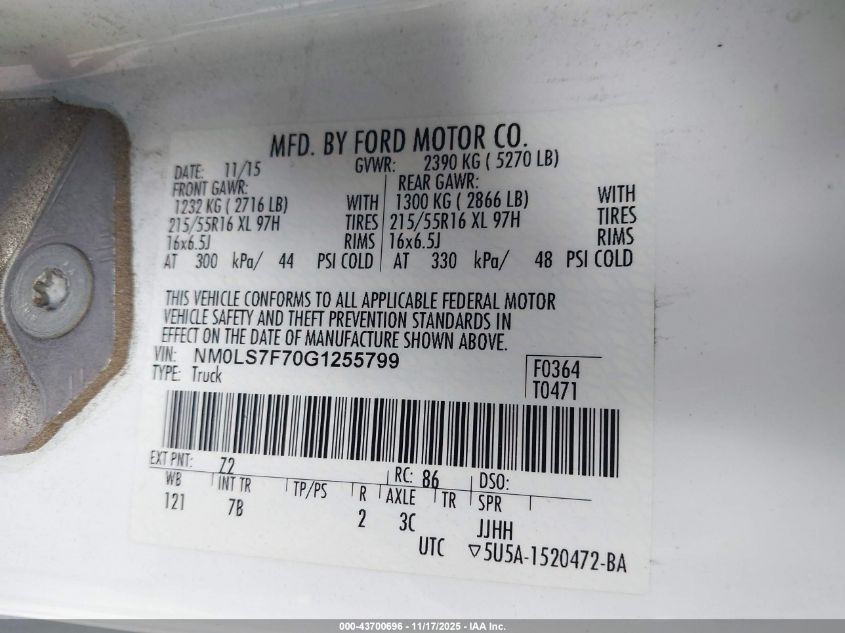 MFD. BY FORD MOTOR CO.
DATE: 11/15 GVWR: 2390 KG ( 5270 LB)
FRONT GAWR: REAR GAWR:
1232 KG ( 2716 LB) WITH 1300 KG ( 2866 LB) WITH
215/55R16 XL 97H TIRES 215/55R16 XL 97H TIRES
16x6.5J RIMS 16x6.5J RIMS
AT 300 kPa/ 44 PSI COLD AT 330 kPa/ 48 PSI COLD
THIS VEHICLE CONFORMS TO ALL APPLICABLE FEDERAL MOTOR
VEHICLE SAFETY AND THEFT PREVENTION STANDARDS IN
EFFECT ON THE DATE OF MANUFACTURE SHOWN ABOVE.
VIN: NM0LS7F70G1255799 F0364
TYPE: Truck T0471
EXT PNT: Z2 RC: 86 DSO:
WB INT TR TP/PS R AXLE TR SPR
121 7B 2 3C JJHH
UTC ▽5U5A-1520472-BA
000-43700696 - 11/17/2025 - IAA Inc.